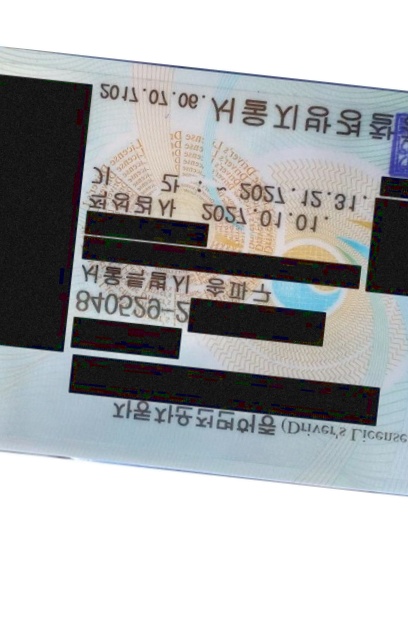 자동차운전면허증 (Driver's License
840529-2
서울특별시 송파구
적성검사 2027.01.01.
기 간 : ~ 2027.12.31.
2017.07.06. 서울지방경찰